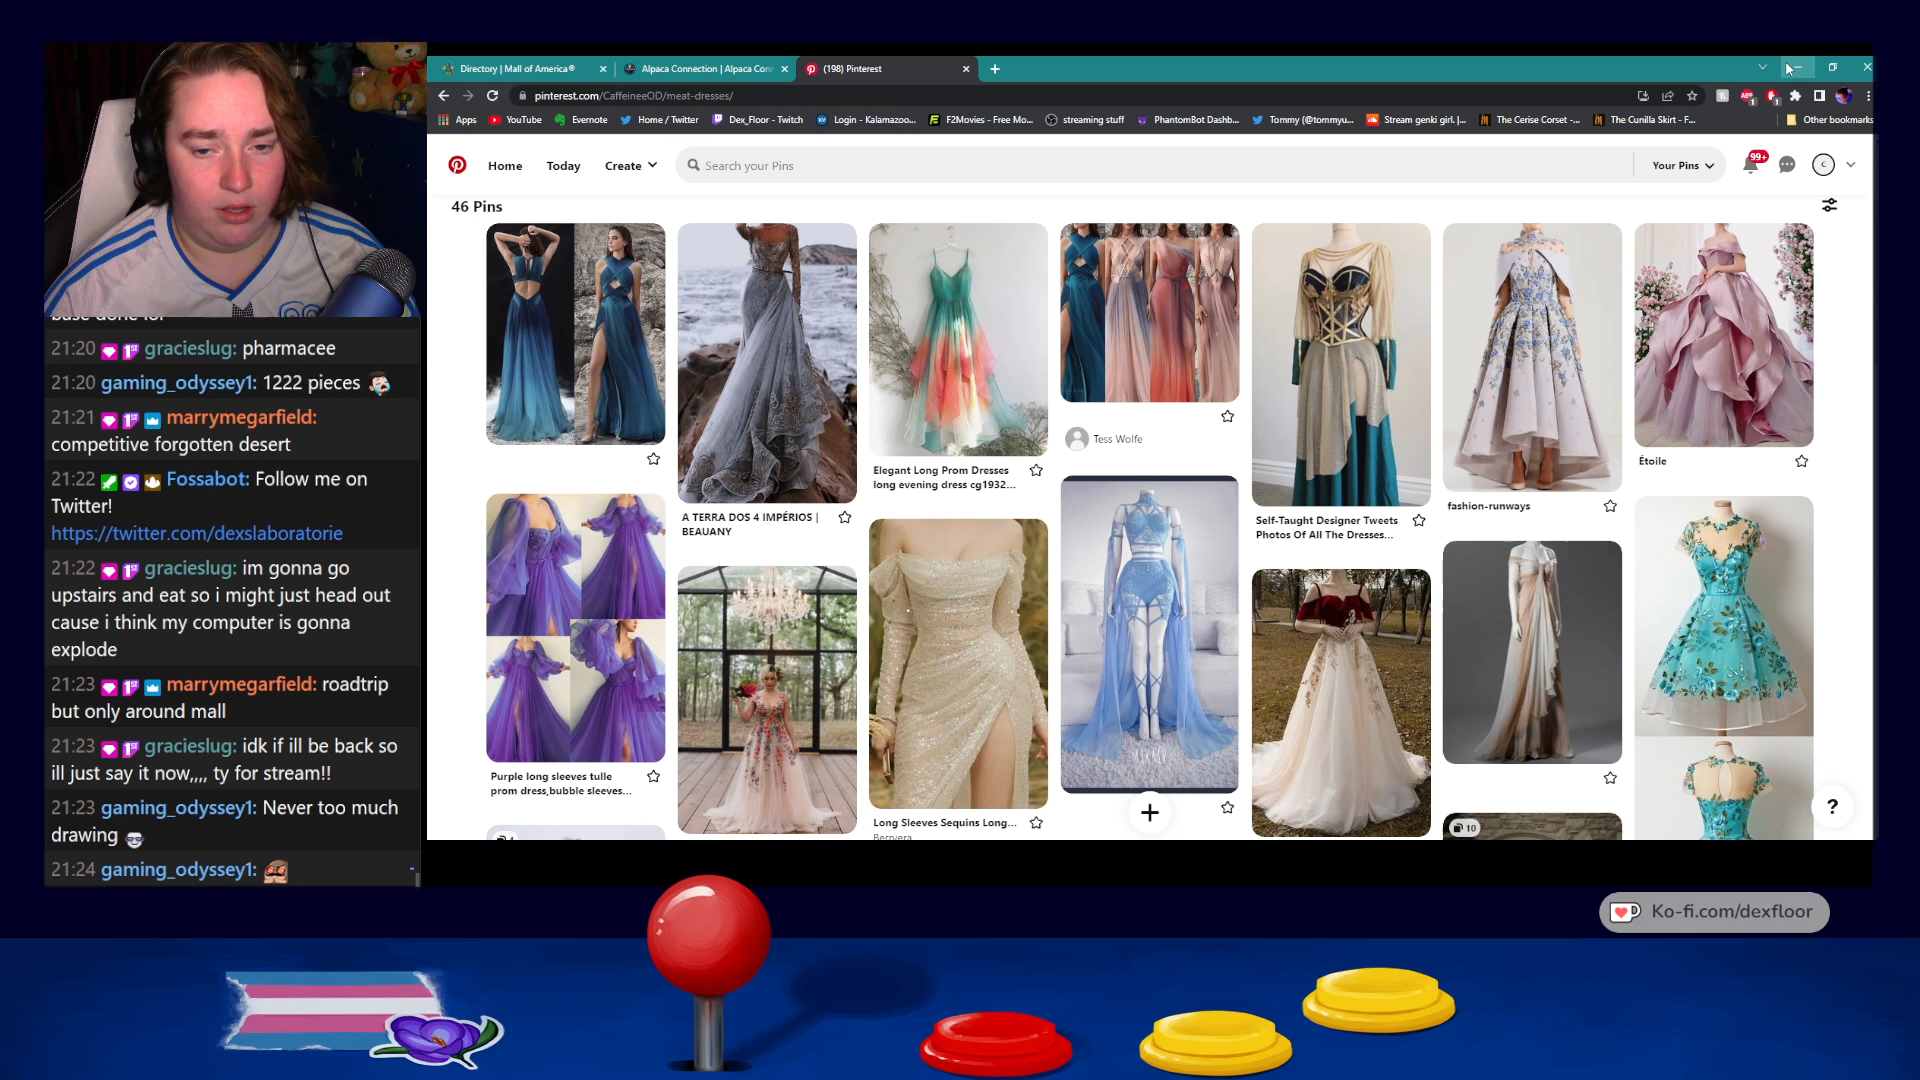 Directory | Mall of America®
Alpaca Connection | Alpaca Con
(198) Pinterest
pinterest.com/CaffeineeOD/meat-dresses/
Apps
YouTube
Evernote
Home / Twitter
Dex_Floor - Twitch
Login - Kalamazoo...
F2Movies - Free Mo...
streaming stuff
PhantomBot Dashb...
Tommy (@tommyu...
Stream genki girl. |...
The Cerise Corset -...
The Cunilla Skirt - F...
Other bookmarks
Home
Today
Create
Search your Pins
Your Pins
99+
C
46 Pins
Tess Wolfe
Elegant Long Prom Dresses
long evening dress cg1932...
A TERRA DOS 4 IMPÉRIOS |
BEAUANY
Self-Taught Designer Tweets
Photos Of All The Dresses...
fashion-runways
Étoile
Purple long sleeves tulle
prom dress,bubble sleeves...
Long Sleeves Sequins Long...
10
?
21:20 gracieslug: pharmacee
21:20 gaming_odyssey1: 1222 pieces
21:21 marrymegarfield:
competitive forgotten desert
21:22 Fossabot: Follow me on
Twitter!
https://twitter.com/dexslaboratorie
21:22 gracieslug: im gonna go
upstairs and eat so i might just head out
cause i think my computer is gonna
explode
21:23 marrymegarfield: roadtrip
but only around mall
21:23 gracieslug: idk if ill be back so
ill just say it now,,,, ty for stream!!
21:23 gaming_odyssey1: Never too much
drawing
21:24 gaming_odyssey1:
Ko-fi.com/dexfloor